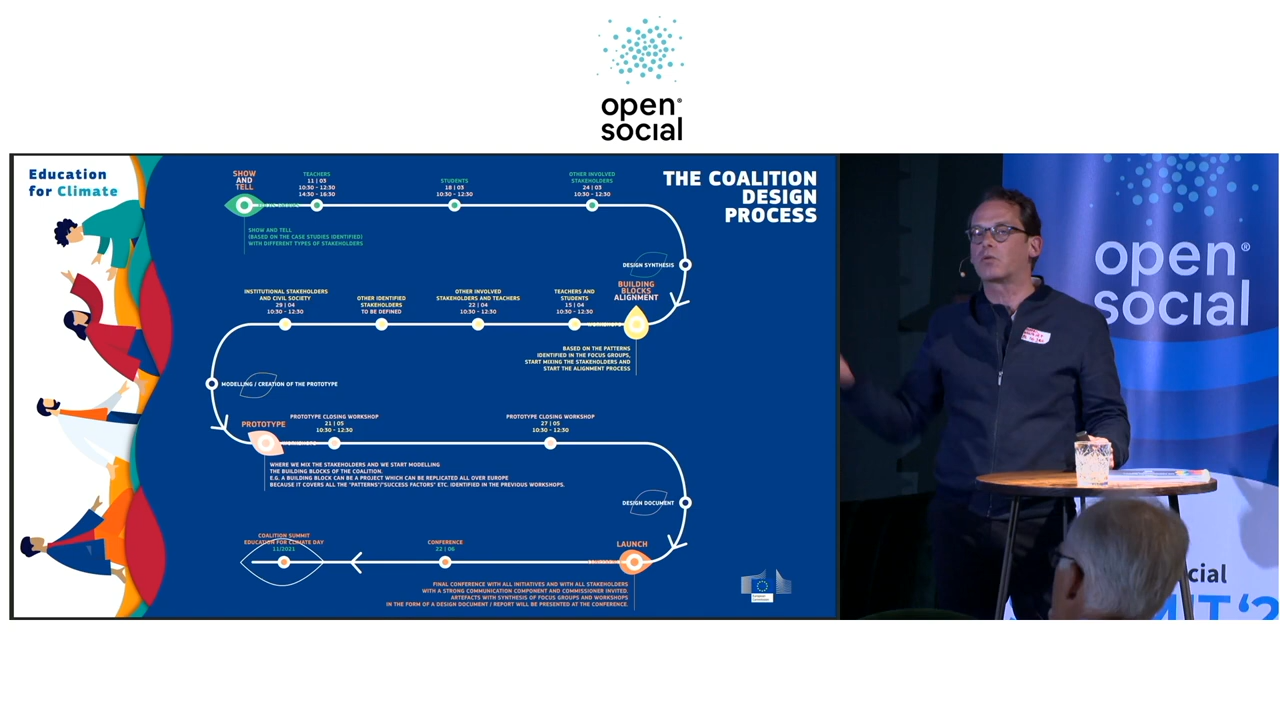 open®
social
Education
for Climate
THE COALITION
DESIGN
PROCESS
SHOW
AND
TELL
TEACHERS
11 | 03
10:30 - 12:30
14:30 - 16:30
STUDENTS
18 | 03
10:30 - 12:30
OTHER INVOLVED
STAKEHOLDERS
24 | 03
10:30 - 12:30
SHOW AND TELL
(BASED ON THE CASE STUDIES IDENTIFIED)
WITH DIFFERENT TYPES OF STAKEHOLDERS
DESIGN SYNTHESIS
BUILDING
BLOCKS
ALIGNMENT
WORKSHOPS
TEACHERS AND
STUDENTS
15 | 04
10:30 - 12:30
OTHER INVOLVED
STAKEHOLDERS AND TEACHERS
22 | 04
10:30 - 12:30
OTHER IDENTIFIED
STAKEHOLDERS
TO BE DEFINED
INSTITUTIONAL STAKEHOLDERS
AND CIVIL SOCIETY
29 | 04
10:30 - 12:30
BASED ON THE PATTERNS
IDENTIFIED IN THE FOCUS GROUPS,
START MIXING THE STAKEHOLDERS AND
START THE ALIGNMENT PROCESS
MODELLING / CREATION OF THE PROTOTYPE
PROTOTYPE
WORKSHOPS
PROTOTYPE CLOSING WORKSHOP
21 | 05
10:30 - 12:30
PROTOTYPE CLOSING WORKSHOP
27 | 05
10:30 - 12:30
WHERE WE MIX THE STAKEHOLDERS AND WE START MODELLING
THE BUILDING BLOCKS OF THE COALITION.
E.G. A BUILDING BLOCK CAN BE A PROJECT WHICH CAN BE REPLICATED ALL OVER EUROPE
BECAUSE IT COVERS ALL THE "PATTERNS"/"SUCCESS FACTORS" ETC. IDENTIFIED IN THE PREVIOUS WORKSHOPS.
DESIGN DOCUMENT
LAUNCH
CONFERENCE
22 | 06
COALITION SUMMIT
EDUCATION FOR CLIMATE DAY
11/2021
FINAL CONFERENCE WITH ALL INITIATIVES AND WITH ALL STAKEHOLDERS
WITH A STRONG COMMUNICATION COMPONENT AND COMMISSIONER INVITED.
ARTEFACTS WITH SYNTHESIS OF FOCUS GROUPS AND WORKSHOPS
IN THE FORM OF A DESIGN DOCUMENT / REPORT WILL BE PRESENTED AT THE CONFERENCE.
European
Commission
open®
social
cial
MIT '2